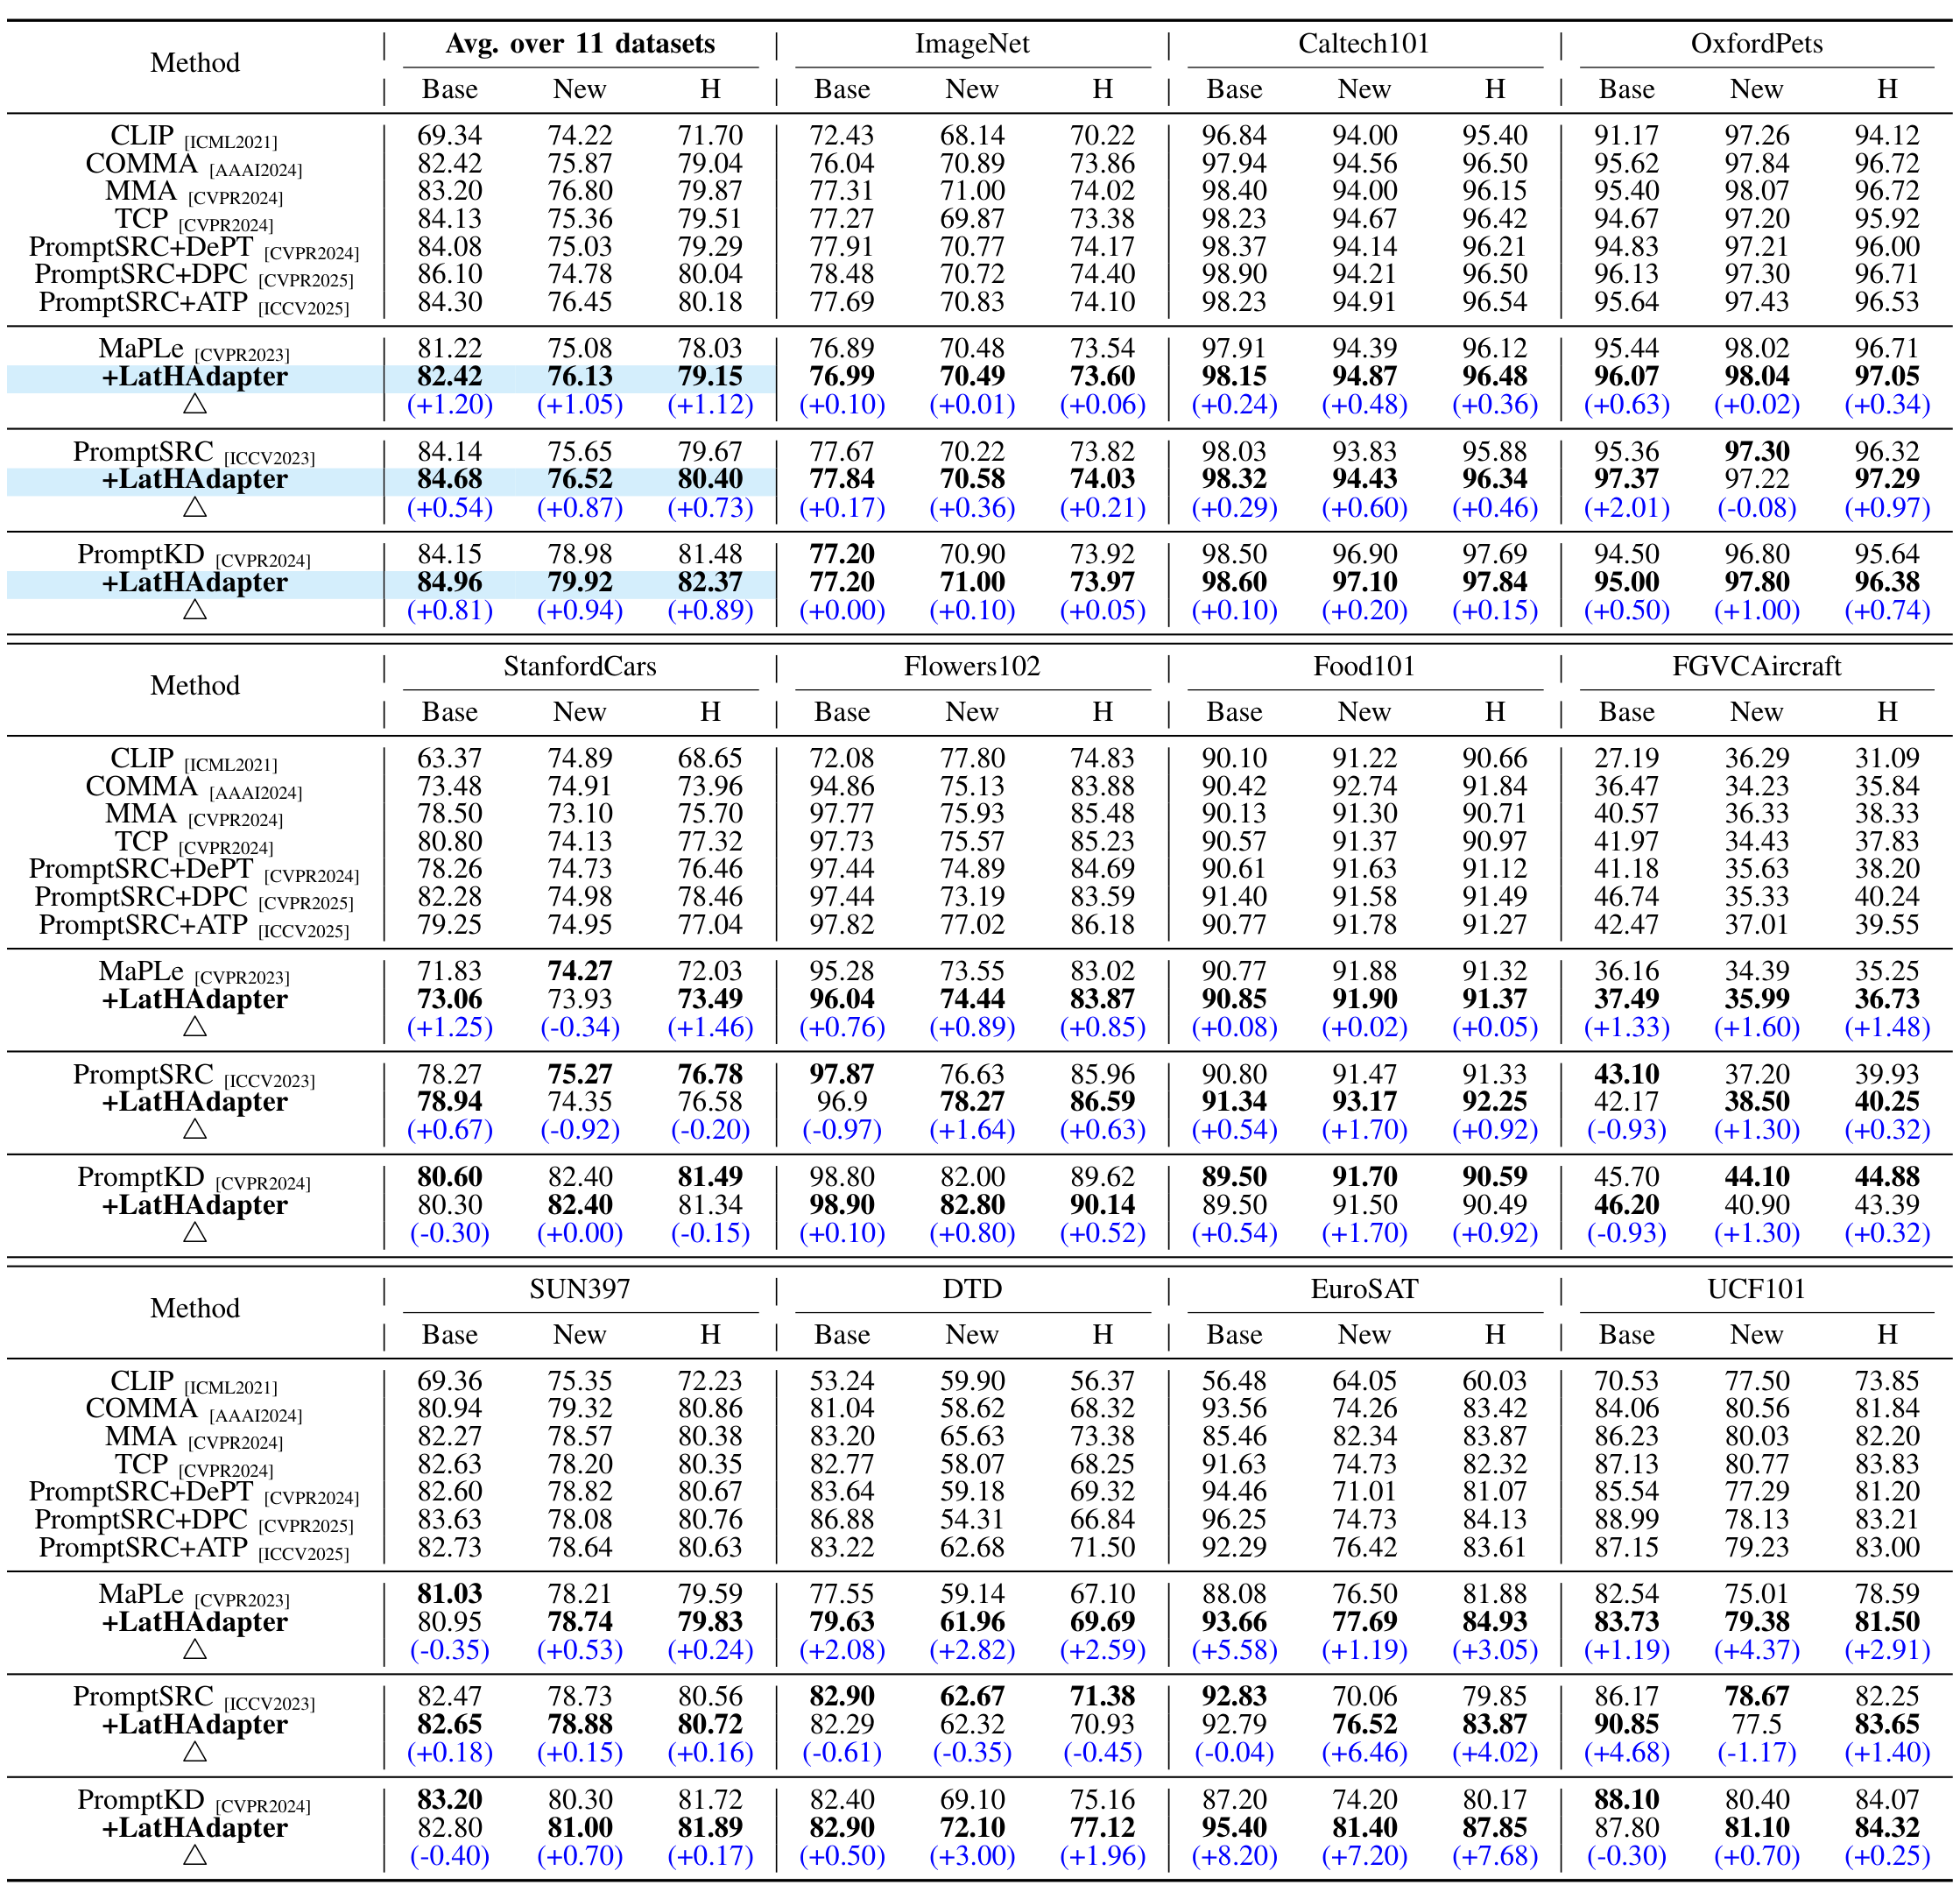 Method | Avg. over 11 datasets | ImageNet | Caltech101 | OxfordPets
Base New H | Base New H | Base New H | Base New H
CLIP [ICML2021] | 69.34 74.22 71.70 | 72.43 68.14 70.22 | 96.84 94.00 95.40 | 91.17 97.26 94.12
COMMA [AAAI2024] | 82.42 75.87 79.04 | 76.04 70.89 73.86 | 97.94 94.56 96.50 | 95.62 97.84 96.72
MMA [CVPR2024] | 83.20 76.80 79.87 | 77.31 71.00 74.02 | 98.40 94.00 96.15 | 95.40 98.07 96.72
TCP [CVPR2024] | 84.13 75.36 79.51 | 77.27 69.87 73.38 | 98.23 94.67 96.42 | 94.67 97.20 95.92
PromptSRC+DePT [CVPR2024] | 84.08 75.03 79.29 | 77.91 70.77 74.17 | 98.37 94.14 96.21 | 94.83 97.21 96.00
PromptSRC+DPC [CVPR2025] | 86.10 74.78 80.04 | 78.48 70.72 74.40 | 98.90 94.21 96.50 | 96.13 97.30 96.71
PromptSRC+ATP [ICCV2025] | 84.30 76.45 80.18 | 77.69 70.83 74.10 | 98.23 94.91 96.54 | 95.64 97.43 96.53
MaPLe [CVPR2023] | 81.22 75.08 78.03 | 76.89 70.48 73.54 | 97.91 94.39 96.12 | 95.44 98.02 96.71
+LatHAdapter | 82.42 76.13 79.15 | 76.99 70.49 73.60 | 98.15 94.87 96.48 | 96.07 98.04 97.05
△ | (+1.20) (+1.05) (+1.12) | (+0.10) (+0.01) (+0.06) | (+0.24) (+0.48) (+0.36) | (+0.63) (+0.02) (+0.34)
PromptSRC [ICCV2023] | 84.14 75.65 79.67 | 77.67 70.22 73.82 | 98.03 93.83 95.88 | 95.36 97.30 96.32
+LatHAdapter | 84.68 76.52 80.40 | 77.84 70.58 74.03 | 98.32 94.43 96.34 | 97.37 97.22 97.29
△ | (+0.54) (+0.87) (+0.73) | (+0.17) (+0.36) (+0.21) | (+0.29) (+0.60) (+0.46) | (+2.01) (-0.08) (+0.97)
PromptKD [CVPR2024] | 84.15 78.98 81.48 | 77.20 70.90 73.92 | 98.50 96.90 97.69 | 94.50 96.80 95.64
+LatHAdapter | 84.96 79.92 82.37 | 77.20 71.00 73.97 | 98.60 97.10 97.84 | 95.00 97.80 96.38
△ | (+0.81) (+0.94) (+0.89) | (+0.00) (+0.10) (+0.05) | (+0.10) (+0.20) (+0.15) | (+0.50) (+1.00) (+0.74)
Method | StanfordCars | Flowers102 | Food101 | FGVCAircraft
Base New H | Base New H | Base New H | Base New H
CLIP [ICML2021] | 63.37 74.89 68.65 | 72.08 77.80 74.83 | 90.10 91.22 90.66 | 27.19 36.29 31.09
COMMA [AAAI2024] | 73.48 74.91 73.96 | 94.86 75.13 83.88 | 90.42 92.74 91.84 | 36.47 34.23 35.84
MMA [CVPR2024] | 78.50 73.10 75.70 | 97.77 75.93 85.48 | 90.13 91.30 90.71 | 40.57 36.33 38.33
TCP [CVPR2024] | 80.80 74.13 77.32 | 97.73 75.57 85.23 | 90.57 91.37 90.97 | 41.97 34.43 37.83
PromptSRC+DePT [CVPR2024] | 78.26 74.73 76.46 | 97.44 74.89 84.69 | 90.61 91.63 91.12 | 41.18 35.63 38.20
PromptSRC+DPC [CVPR2025] | 82.28 74.98 78.46 | 97.44 73.19 83.59 | 91.40 91.58 91.49 | 46.74 35.33 40.24
PromptSRC+ATP [ICCV2025] | 79.25 74.95 77.04 | 97.82 77.02 86.18 | 90.77 91.78 91.27 | 42.47 37.01 39.55
MaPLe [CVPR2023] | 71.83 74.27 72.03 | 95.28 73.55 83.02 | 90.77 91.88 91.32 | 36.16 34.39 35.25
+LatHAdapter | 73.06 73.93 73.49 | 96.04 74.44 83.87 | 90.85 91.90 91.37 | 37.49 35.99 36.73
△ | (+1.25) (-0.34) (+1.46) | (+0.76) (+0.89) (+0.85) | (+0.08) (+0.02) (+0.05) | (+1.33) (+1.60) (+1.48)
PromptSRC [ICCV2023] | 78.27 75.27 76.78 | 97.87 76.63 85.96 | 90.80 91.47 91.33 | 43.10 37.20 39.93
+LatHAdapter | 78.94 74.35 76.58 | 96.9 78.27 86.59 | 91.34 93.17 92.25 | 42.17 38.50 40.25
△ | (+0.67) (-0.92) (-0.20) | (-0.97) (+1.64) (+0.63) | (+0.54) (+1.70) (+0.92) | (-0.93) (+1.30) (+0.32)
PromptKD [CVPR2024] | 80.60 82.40 81.49 | 98.80 82.00 89.62 | 89.50 91.70 90.59 | 45.70 44.10 44.88
+LatHAdapter | 80.30 82.40 81.34 | 98.90 82.80 90.14 | 89.50 91.50 90.49 | 46.20 40.90 43.39
△ | (-0.30) (+0.00) (-0.15) | (+0.10) (+0.80) (+0.52) | (+0.54) (+1.70) (+0.92) | (-0.93) (+1.30) (+0.32)
Method | SUN397 | DTD | EuroSAT | UCF101
Base New H | Base New H | Base New H | Base New H
CLIP [ICML2021] | 69.36 75.35 72.23 | 53.24 59.90 56.37 | 56.48 64.05 60.03 | 70.53 77.50 73.85
COMMA [AAAI2024] | 80.94 79.32 80.86 | 81.04 58.62 68.32 | 93.56 74.26 83.42 | 84.06 80.56 81.84
MMA [CVPR2024] | 82.27 78.57 80.38 | 83.20 65.63 73.38 | 85.46 82.34 83.87 | 86.23 80.03 82.20
TCP [CVPR2024] | 82.63 78.20 80.35 | 82.77 58.07 68.25 | 91.63 74.73 82.32 | 87.13 80.77 83.83
PromptSRC+DePT [CVPR2024] | 82.60 78.82 80.67 | 83.64 59.18 69.32 | 94.46 71.01 81.07 | 85.54 77.29 81.20
PromptSRC+DPC [CVPR2025] | 83.63 78.08 80.76 | 86.88 54.31 66.84 | 96.25 74.73 84.13 | 88.99 78.13 83.21
PromptSRC+ATP [ICCV2025] | 82.73 78.64 80.63 | 83.22 62.68 71.50 | 92.29 76.42 83.61 | 87.15 79.23 83.00
MaPLe [CVPR2023] | 81.03 78.21 79.59 | 77.55 59.14 67.10 | 88.08 76.50 81.88 | 82.54 75.01 78.59
+LatHAdapter | 80.95 78.74 79.83 | 79.63 61.96 69.69 | 93.66 77.69 84.93 | 83.73 79.38 81.50
△ | (-0.35) (+0.53) (+0.24) | (+2.08) (+2.82) (+2.59) | (+5.58) (+1.19) (+3.05) | (+1.19) (+4.37) (+2.91)
PromptSRC [ICCV2023] | 82.47 78.73 80.56 | 82.90 62.67 71.38 | 92.83 70.06 79.85 | 86.17 78.67 82.25
+LatHAdapter | 82.65 78.88 80.72 | 82.29 62.32 70.93 | 92.79 76.52 83.87 | 90.85 77.5 83.65
△ | (+0.18) (+0.15) (+0.16) | (-0.61) (-0.35) (-0.45) | (-0.04) (+6.46) (+4.02) | (+4.68) (-1.17) (+1.40)
PromptKD [CVPR2024] | 83.20 80.30 81.72 | 82.40 69.10 75.16 | 87.20 74.20 80.17 | 88.10 80.40 84.07
+LatHAdapter | 82.80 81.00 81.89 | 82.90 72.10 77.12 | 95.40 81.40 87.85 | 87.80 81.10 84.32
△ | (-0.40) (+0.70) (+0.17) | (+0.50) (+3.00) (+1.96) | (+8.20) (+7.20) (+7.68) | (-0.30) (+0.70) (+0.25)